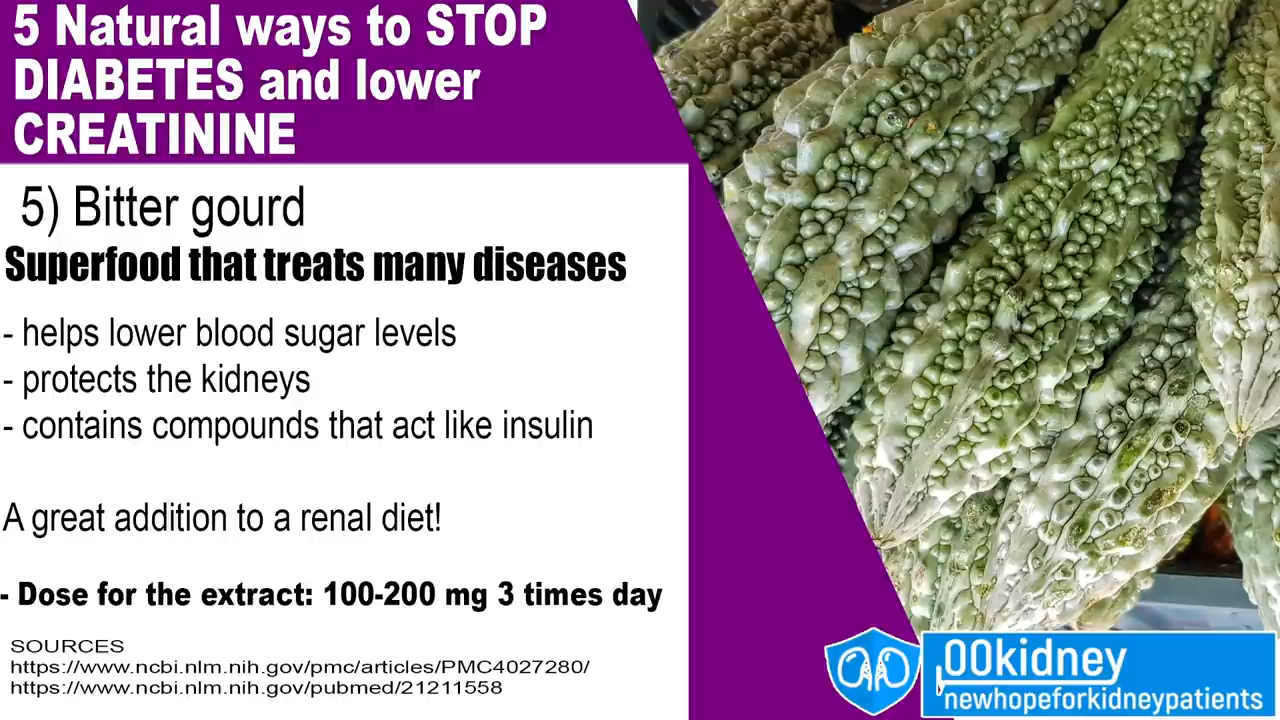 5 Natural ways to STOP
DIABETES and lower
CREATININE
5) Bitter gourd
Superfood that treats many diseases
- helps lower blood sugar levels
- protects the kidneys
- contains compounds that act like insulin
A great addition to a renal diet!
- Dose for the extract: 100-200 mg 3 times day
SOURCES
https://www.ncbi.nlm.nih.gov/pmc/articles/PMC4027280/
https://www.ncbi.nlm.nih.gov/pubmed/21211558
00kidney
newhopeforkidneypatients